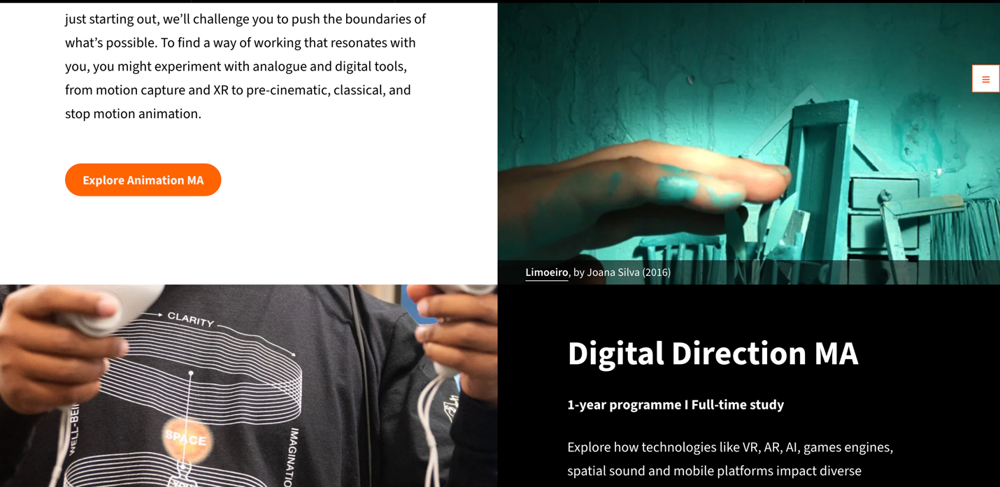 just starting out, we’ll challenge you to push the boundaries of
what’s possible. To find a way of working that resonates with
you, you might experiment with analogue and digital tools,
from motion capture and XR to pre-cinematic, classical, and
stop motion animation.
Explore Animation MA
Limoeiro, by Joana Silva (2016)
CLARITY
SPACE
YOU
Digital Direction MA
1-year programme I Full-time study
Explore how technologies like VR, AR, AI, games engines,
spatial sound and mobile platforms impact diverse